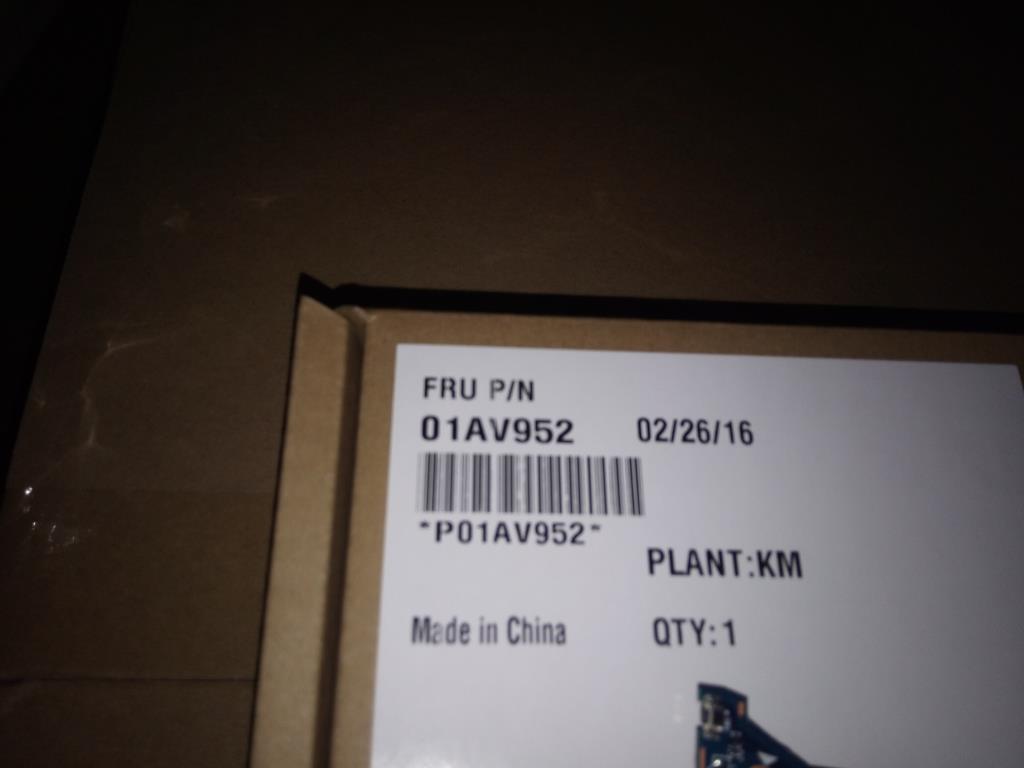 FRU P/N
01AV952 02/26/16
*P01AV952*
PLANT:KM
Made in China QTY: 1